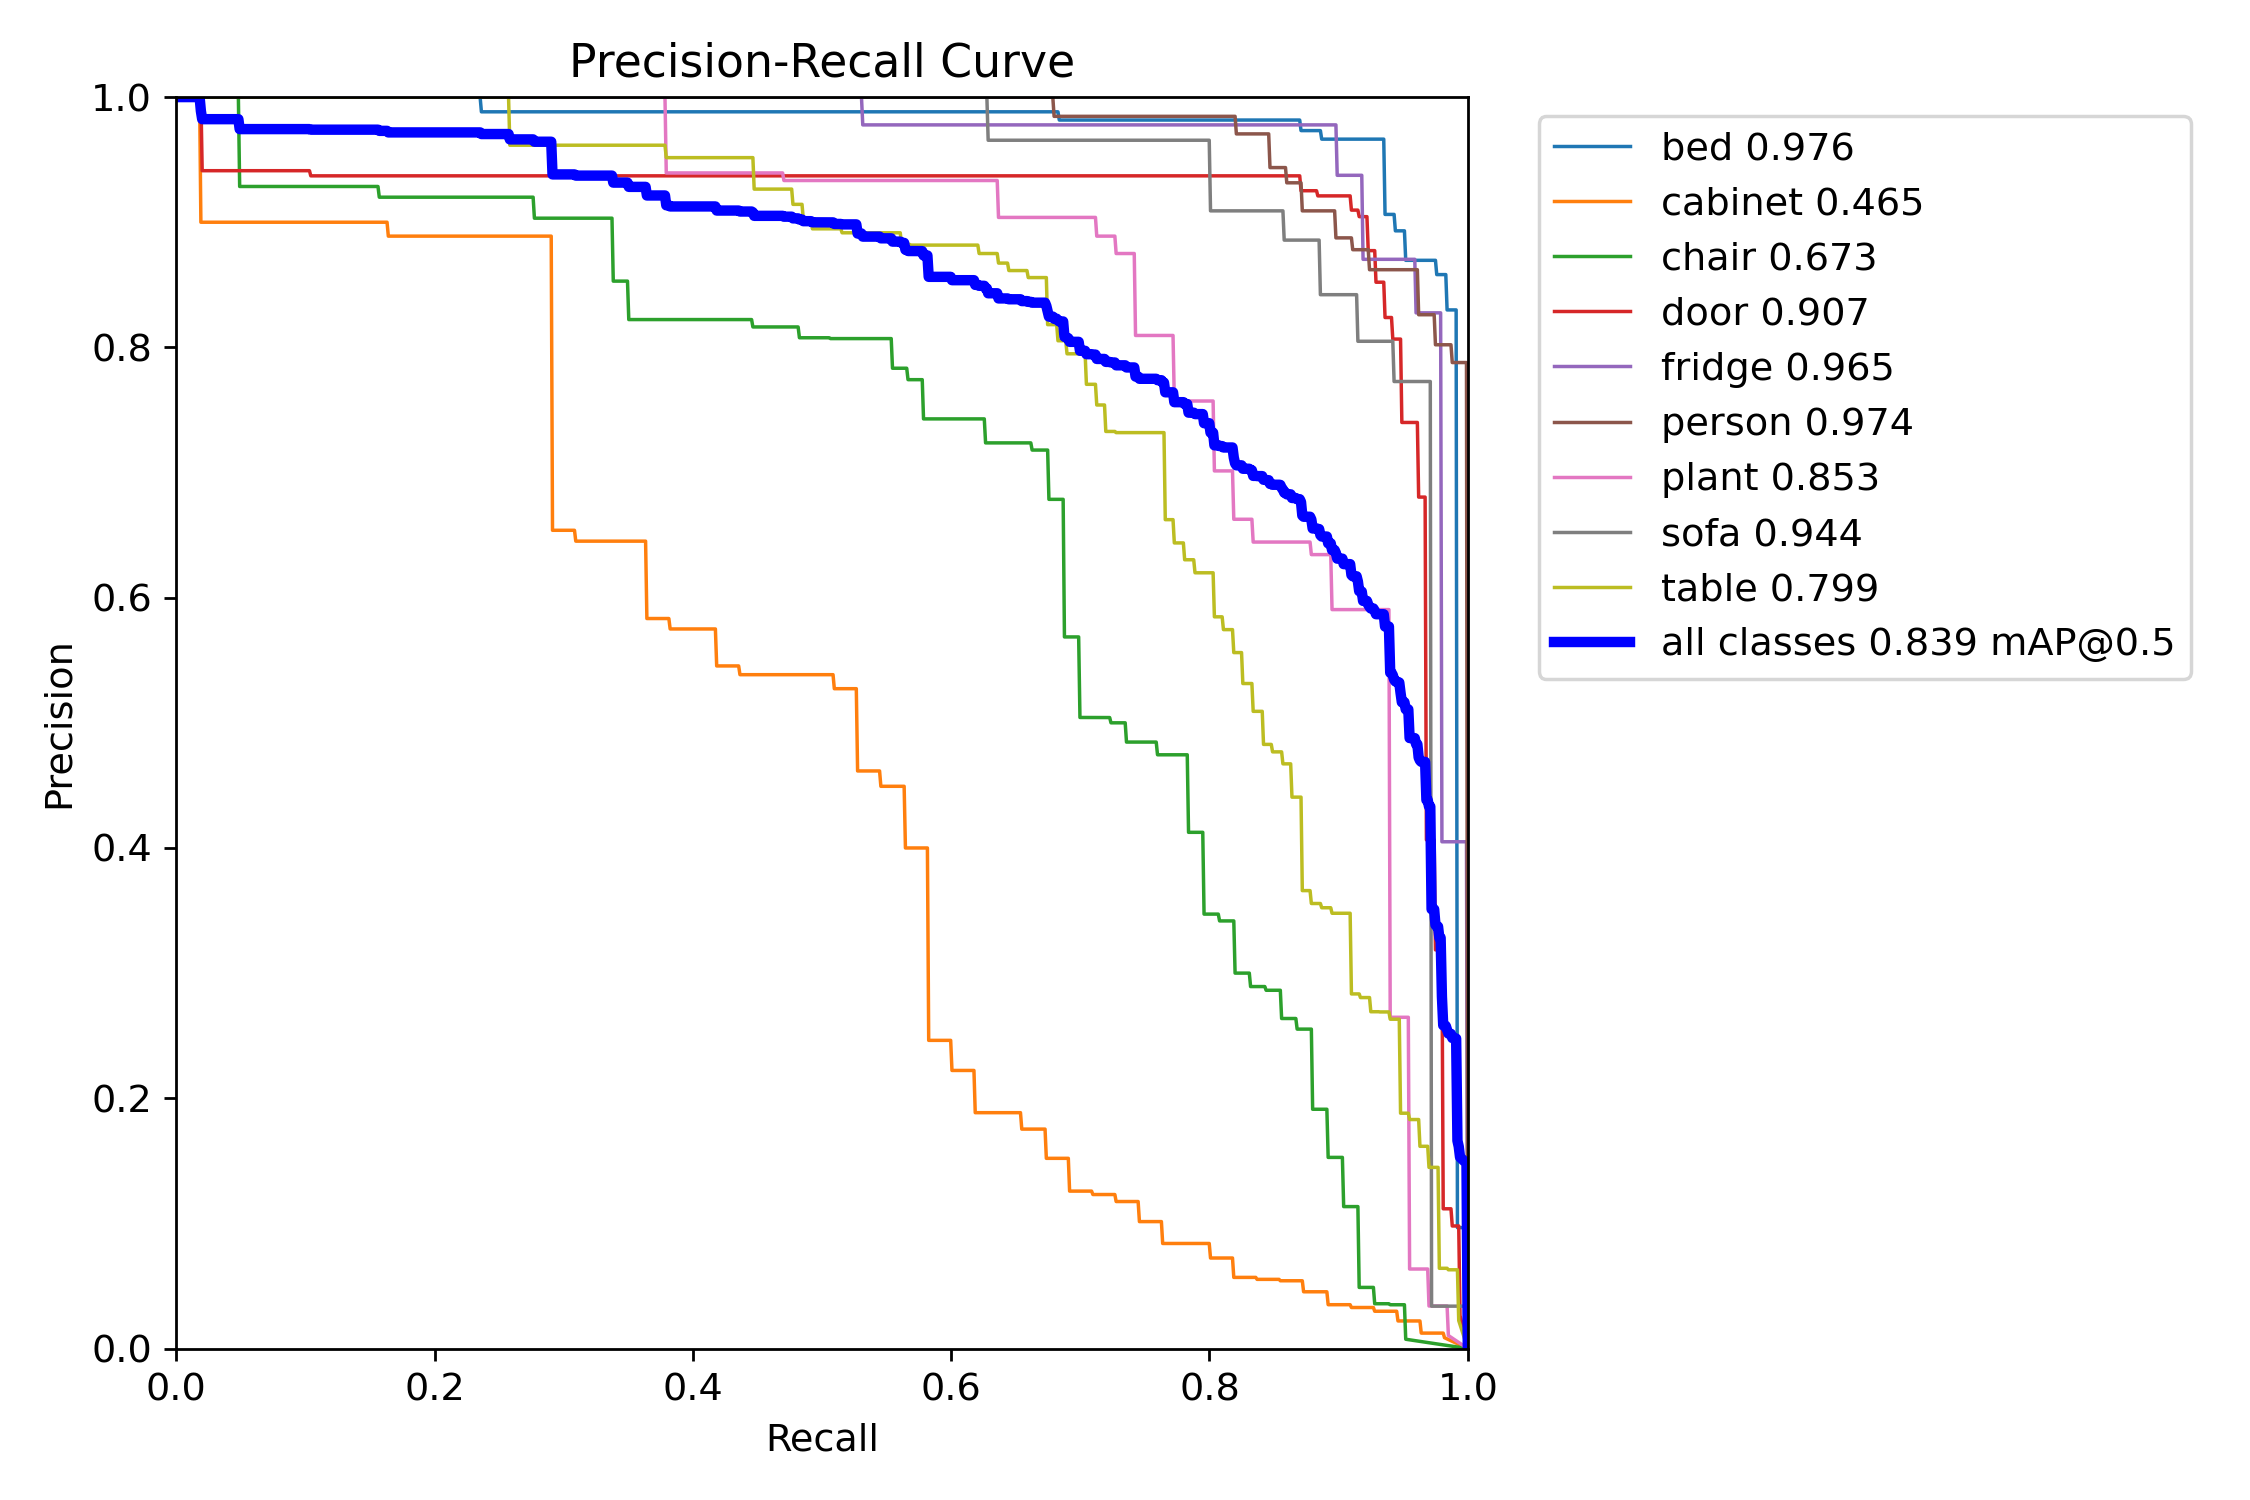 Precision-Recall Curve
1.0
0.8
0.6
0.4
0.2
0.0
Precision
0.0 0.2 0.4 0.6 0.8 1.0
Recall
bed 0.976
cabinet 0.465
chair 0.673
door 0.907
fridge 0.965
person 0.974
plant 0.853
sofa 0.944
table 0.799
all classes 0.839 mAP@0.5